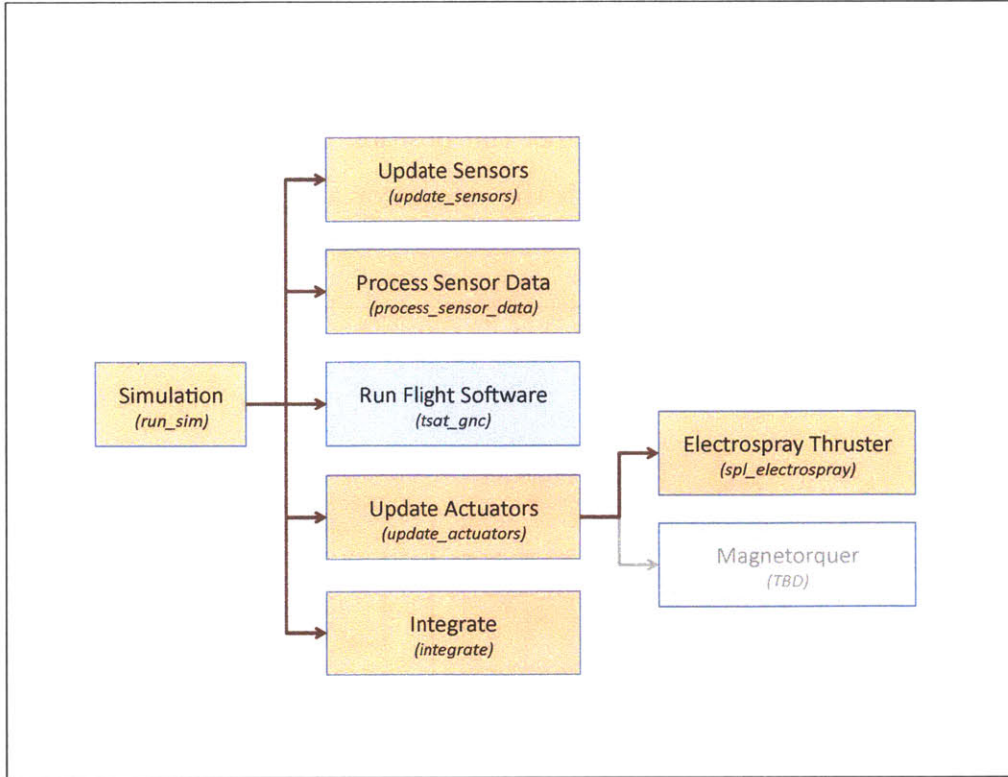 Update Sensors
(update_sensors)
Process Sensor Data
(process_sensor_data)
Simulation
(run_sim)
Run Flight Software
(tsat_gnc)
Electrospray Thruster
(spl_electrospray)
Update Actuators
(update_actuators)
Magnetorquer
(TBD)
Integrate
(integrate)